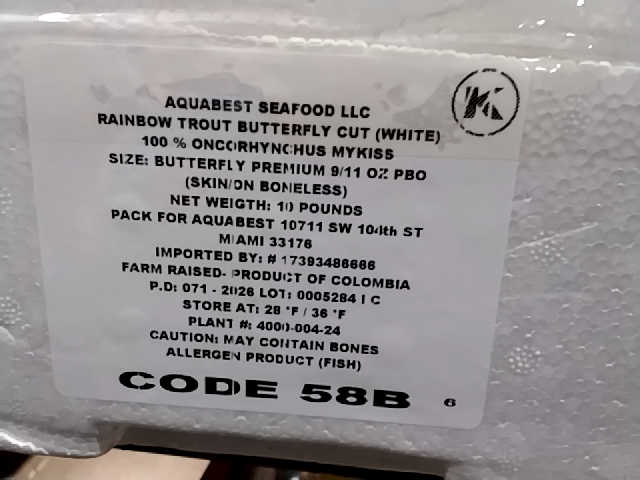 K
AQUABEST SEAFOOD LLC
RAINBOW TROUT BUTTERFLY CUT (WHITE)
100 % ONCORHYNCHUS MYKISS
SIZE: BUTTERFLY PREMIUM 9/11 OZ PBO
(SKIN/ON BONELESS)
NET WEIGTH: 10 POUNDS
PACK FOR AQUABEST 10711 SW 104th ST
MIAMI 33176
IMPORTED BY: # 17393486666
FARM RAISED- PRODUCT OF COLOMBIA
P.D: 071 - 2026 LOT: 0005284 I C
STORE AT: 28 °F / 36 °F
PLANT #: 4000-004-24
CAUTION: MAY CONTAIN BONES
ALLERGEN PRODUCT (FISH)
CODE 58B 6